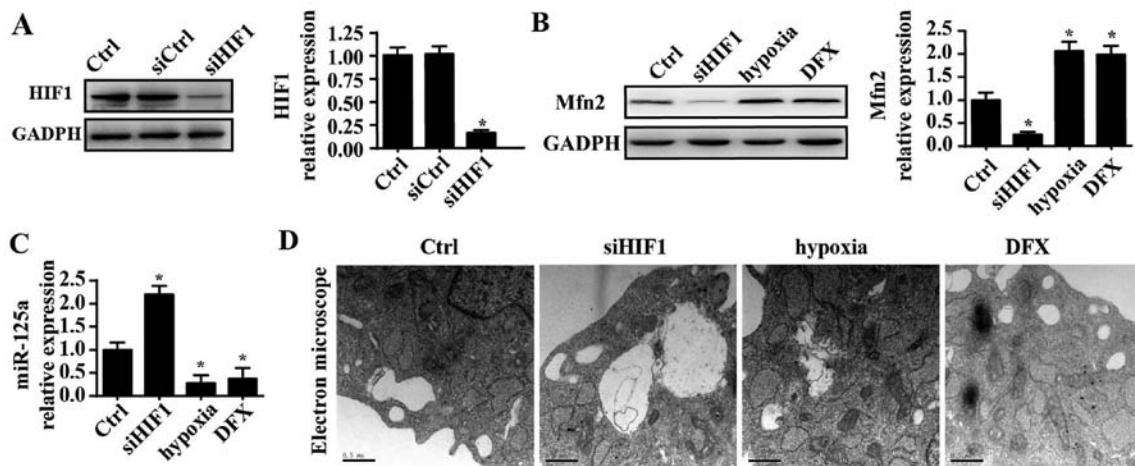 A
Ctrl
siCtrl
siHIF1
HIF1
GADPH
HIF1
relative expression
1.25
1.00
0.75
0.50
0.25
0.00
*
Ctrl
siCtrl
siHIF1
B
Ctrl
siHIF1
hypoxia
DFX
Mfn2
GADPH
Mfn2
relative expression
2.5
2.0
1.5
1.0
0.5
0.0
*
*
*
Ctrl
siHIF1
hypoxia
DFX
C
miR-125a
relative expression
2.5
2.0
1.5
1.0
0.5
0.0
*
*
*
Ctrl
siHIF1
hypoxia
DFX
D
Ctrl
siHIF1
hypoxia
DFX
Electron microscope
0.5